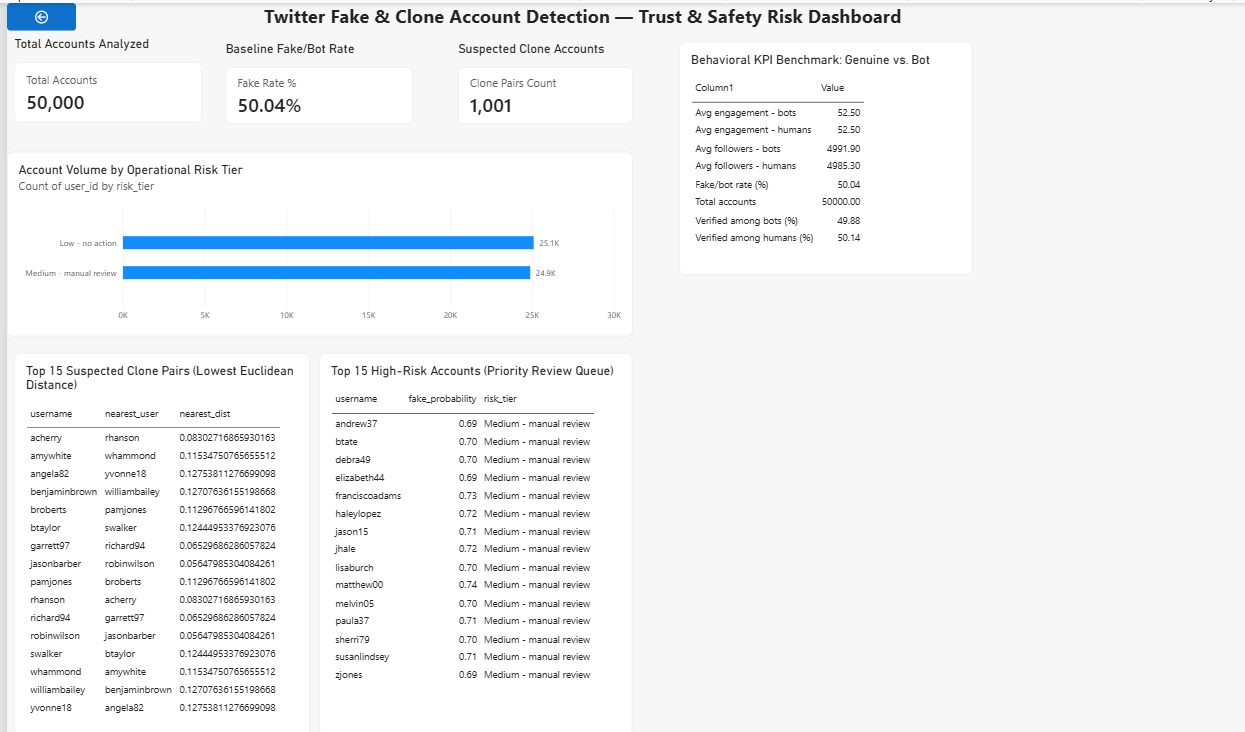 Twitter Fake & Clone Account Detection — Trust & Safety Risk Dashboard
Total Accounts Analyzed
Total Accounts
50,000
Baseline Fake/Bot Rate
Fake Rate %
50.04%
Suspected Clone Accounts
Clone Pairs Count
1,001
Behavioral KPI Benchmark: Genuine vs. Bot
Column1 Value
Avg engagement - bots 52.50
Avg engagement - humans 52.50
Avg followers - bots 4991.90
Avg followers - humans 4985.30
Fake/bot rate (%) 50.04
Total accounts 50000.00
Verified among bots (%) 49.88
Verified among humans (%) 50.14
Account Volume by Operational Risk Tier
Count of user_id by risk_tier
Low - no action 25.1K
Medium - manual review 24.9K
0K 5K 10K 15K 20K 25K 30K
Top 15 Suspected Clone Pairs (Lowest Euclidean
Distance)
username nearest_user nearest_dist
acherry rhanson 0.08302716865930163
amywhite whammond 0.11534750765655512
angela82 yvonne18 0.12753811276699098
benjaminbrown williambailey 0.12707636155198668
broberts pamjones 0.11296766596141802
btaylor swalker 0.12444953376923076
garrett97 richard94 0.06529686286057824
jasonbarber robinwilson 0.05647985304084261
pamjones broberts 0.11296766596141802
rhanson acherry 0.08302716865930163
richard94 garrett97 0.06529686286057824
robinwilson jasonbarber 0.05647985304084261
swalker btaylor 0.12444953376923076
whammond amywhite 0.11534750765655512
williambailey benjaminbrown 0.12707636155198668
yvonne18 angela82 0.12753811276699098
Top 15 High-Risk Accounts (Priority Review Queue)
username fake_probability risk_tier
andrew37 0.69 Medium - manual review
btate 0.70 Medium - manual review
debra49 0.70 Medium - manual review
elizabeth44 0.69 Medium - manual review
franciscoadams 0.73 Medium - manual review
haleylopez 0.72 Medium - manual review
jason15 0.71 Medium - manual review
jhale 0.72 Medium - manual review
lisaburch 0.70 Medium - manual review
matthew00 0.74 Medium - manual review
melvin05 0.70 Medium - manual review
paula37 0.71 Medium - manual review
sherri79 0.70 Medium - manual review
susanlindsey 0.71 Medium - manual review
zjones 0.69 Medium - manual review